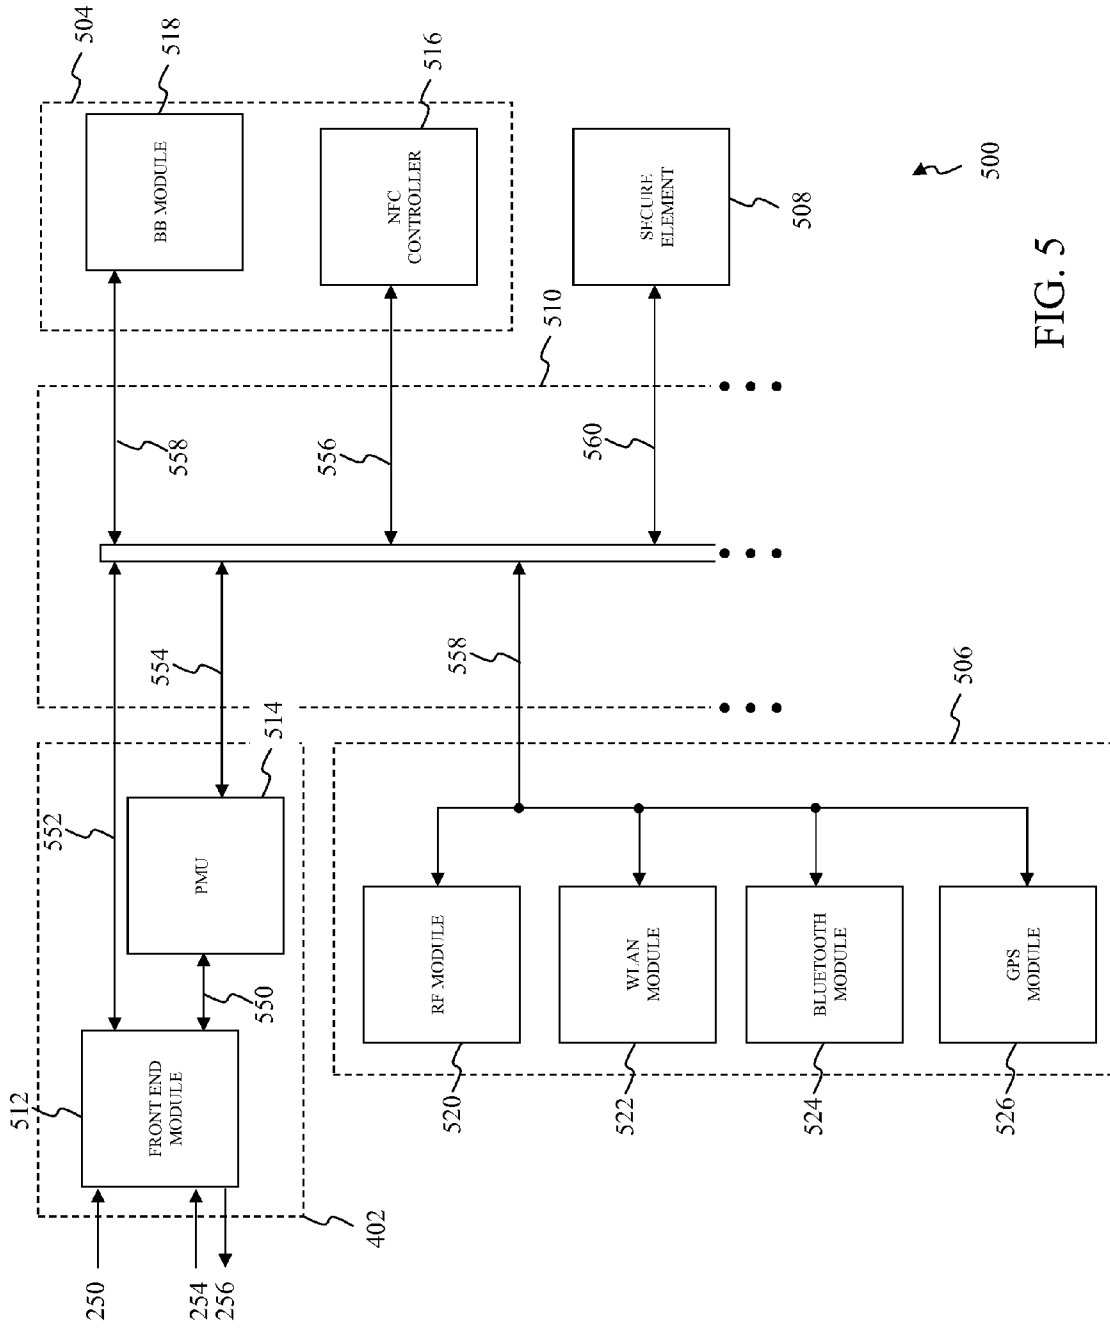 250
254
256
402
512
FRONT END
MODULE
550
PMU
514
552
554
558
504
BB MODULE
518
556
NFC
CONTROLLER
516
510
560
SECURE
ELEMENT
508
558
506
RF MODULE
520
WLAN
MODULE
522
BLUETOOTH
MODULE
524
GPS
MODULE
526
500
FIG. 5